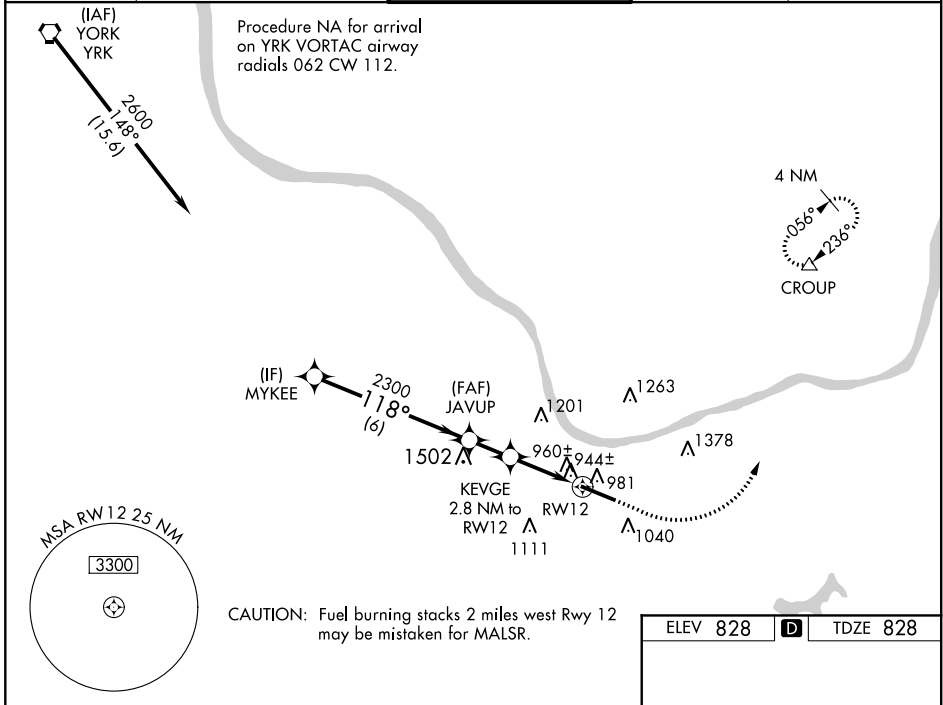 (IAF)
YORK
YRK
Procedure NA for arrival
on YRK VORTAC airway
radials 062 CW 112.
2600
148°
(15.6)
4 NM
056°
236°
CROUP
(IF)
MYKEE
2300
118°
(6)
(FAF)
JAVUP
1201
1263
1378
1502
960±
944±
981
KEVGE
2.8 NM to
RW12
RW12
1111
1040
MSA RW12 25 NM
3300
CAUTION: Fuel burning stacks 2 miles west Rwy 12
may be mistaken for MALSR.
ELEV 828 D TDZE 828